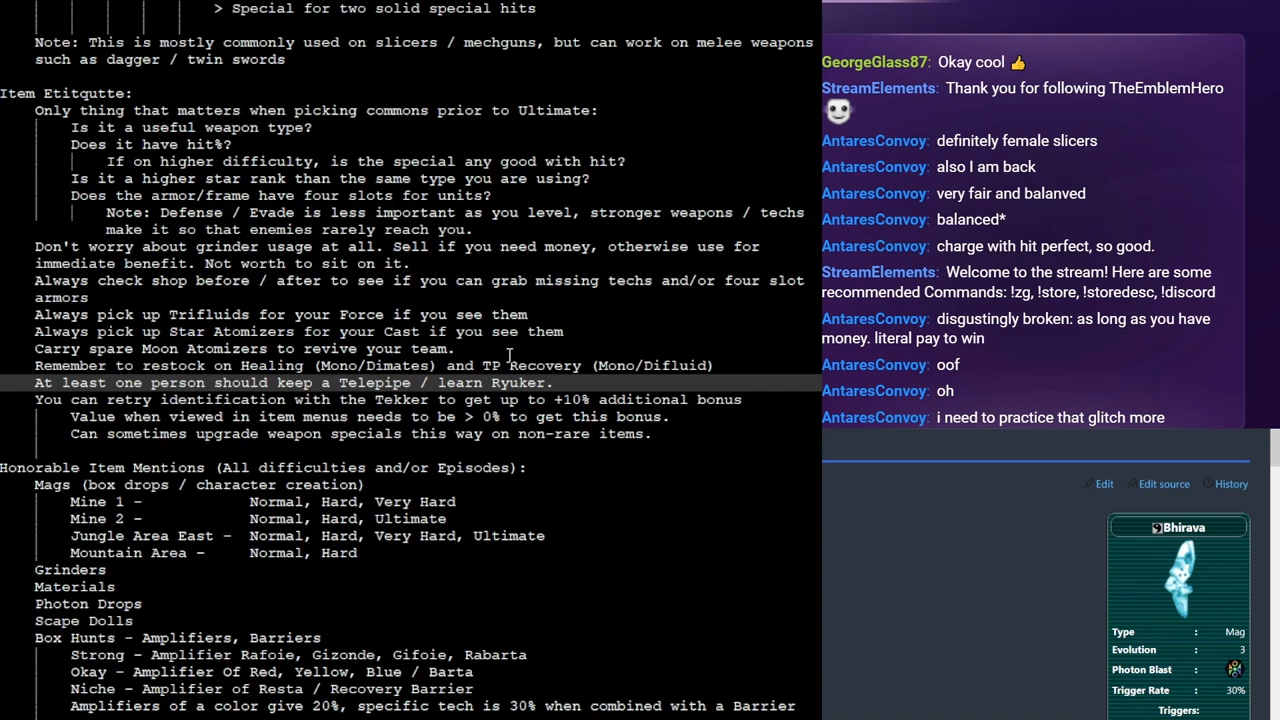 > Special for two solid special hits
Note: This is mostly commonly used on slicers / mechguns, but can work on melee weapons
such as dagger / twin swords
Item Etitqutte:
Only thing that matters when picking commons prior to Ultimate:
Is it a useful weapon type?
Does it have hit%?
If on higher difficulty, is the special any good with hit?
Is it a higher star rank than the same type you are using?
Does the armor/frame have four slots for units?
Note: Defense / Evade is less important as you level, stronger weapons / techs
make it so that enemies rarely reach you.
Don't worry about grinder usage at all. Sell if you need money, otherwise use for
immediate benefit. Not worth to sit on it.
Always check shop before / after to see if you can grab missing techs and/or four slot
armors
Always pick up Trifluids for your Force if you see them
Always pick up Star Atomizers for your Cast if you see them
Carry spare Moon Atomizers to revive your team.
Remember to restock on Healing (Mono/Dimates) and TP Recovery (Mono/Difluid)
At least one person should keep a Telepipe / learn Ryuker.
You can retry identification with the Tekker to get up to +10% additional bonus
Value when viewed in item menus needs to be > 0% to get this bonus.
Can sometimes upgrade weapon specials this way on non-rare items.
Honorable Item Mentions (All difficulties and/or Episodes):
Mags (box drops / character creation)
Mine 1 - Normal, Hard, Very Hard
Mine 2 - Normal, Hard, Ultimate
Jungle Area East - Normal, Hard, Very Hard, Ultimate
Mountain Area - Normal, Hard
Grinders
Materials
Photon Drops
Scape Dolls
Box Hunts - Amplifiers, Barriers
Strong - Amplifier Rafoie, Gizonde, Gifoie, Rabarta
Okay - Amplifier of Red, Yellow, Blue / Barta
Niche - Amplifier of Resta / Recovery Barrier
Amplifiers of a color give 20%, specific tech is 30% when combined with a Barrier
GeorgeGlass87: Okay cool 👍
StreamElements: Thank you for following TheEmblemHero
AntaresConvoy: definitely female slicers
AntaresConvoy: also I am back
AntaresConvoy: very fair and balanved
AntaresConvoy: balanced*
AntaresConvoy: charge with hit perfect, so good.
StreamElements: Welcome to the stream! Here are some
recommended Commands: !zg, !store, !storedesc, !discord
AntaresConvoy: disgustingly broken: as long as you have
money. literal pay to win
AntaresConvoy: oof
AntaresConvoy: oh
AntaresConvoy: i need to practice that glitch more
Edit Edit source History
Bhirava
Type : Mag
Evolution : 3
Photon Blast :
Trigger Rate : 30%
Triggers: